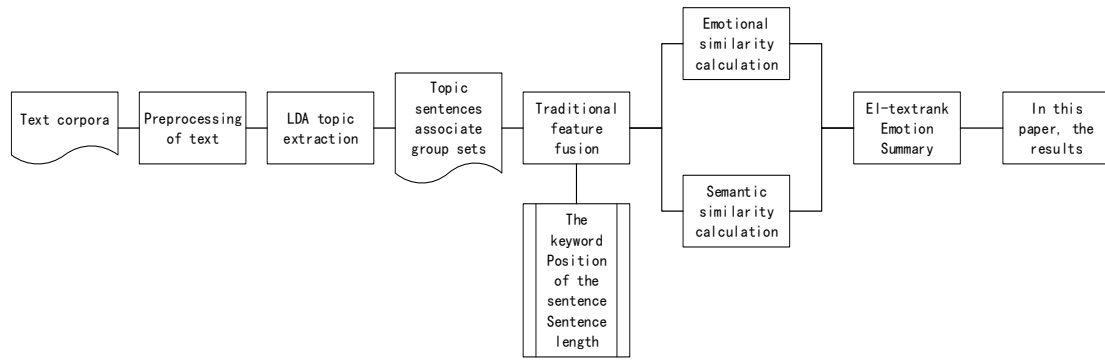 Text corpora
Preprocessing
of text
LDA topic
extraction
Topic
sentences
associate
group sets
Traditional
feature
fusion
The
keyword
Position
of the
sentence
Sentence
length
Emotional
similarity
calculation
Semantic
similarity
calculation
EI-textrank
Emotion
Summary
In this
paper, the
results